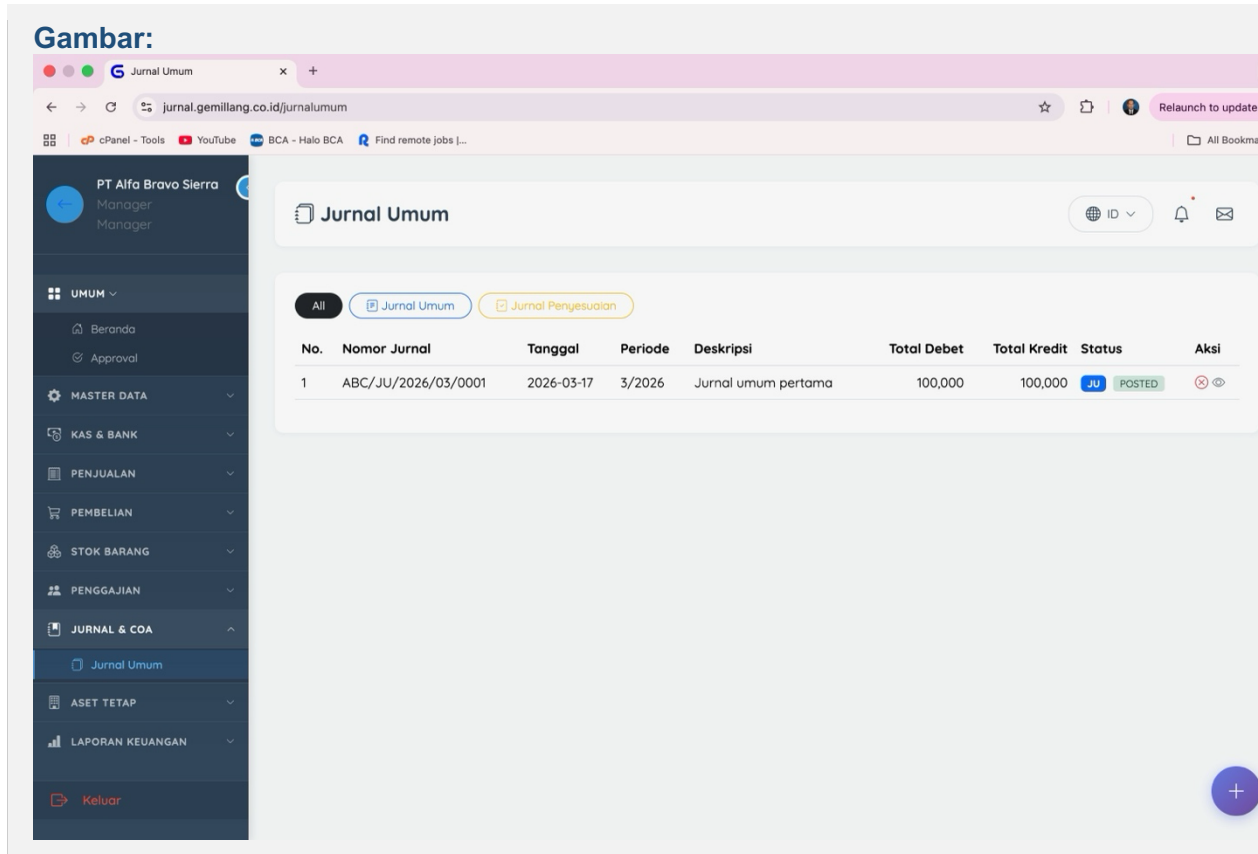 Gambar:
Jurnal Umum
jurnal.gemillang.co.id/jurnalumum
Relaunch to update
cPanel - Tools YouTube BCA - Halo BCA Find remote jobs |...
All Bookma
PT Alfa Bravo Sierra
Manager
Manager
Jurnal Umum
ID
UMUM
Beranda
Approval
MASTER DATA
KAS & BANK
PENJUALAN
PEMBELIAN
STOK BARANG
PENGGAJIAN
JURNAL & COA
Jurnal Umum
ASET TETAP
LAPORAN KEUANGAN
Keluar
All Jurnal Umum Jurnal Penyesuaian
No. Nomor Jurnal Tanggal Periode Deskripsi Total Debet Total Kredit Status Aksi
1 ABC/JU/2026/03/0001 2026-03-17 3/2026 Jurnal umum pertama 100,000 100,000 JU POSTED